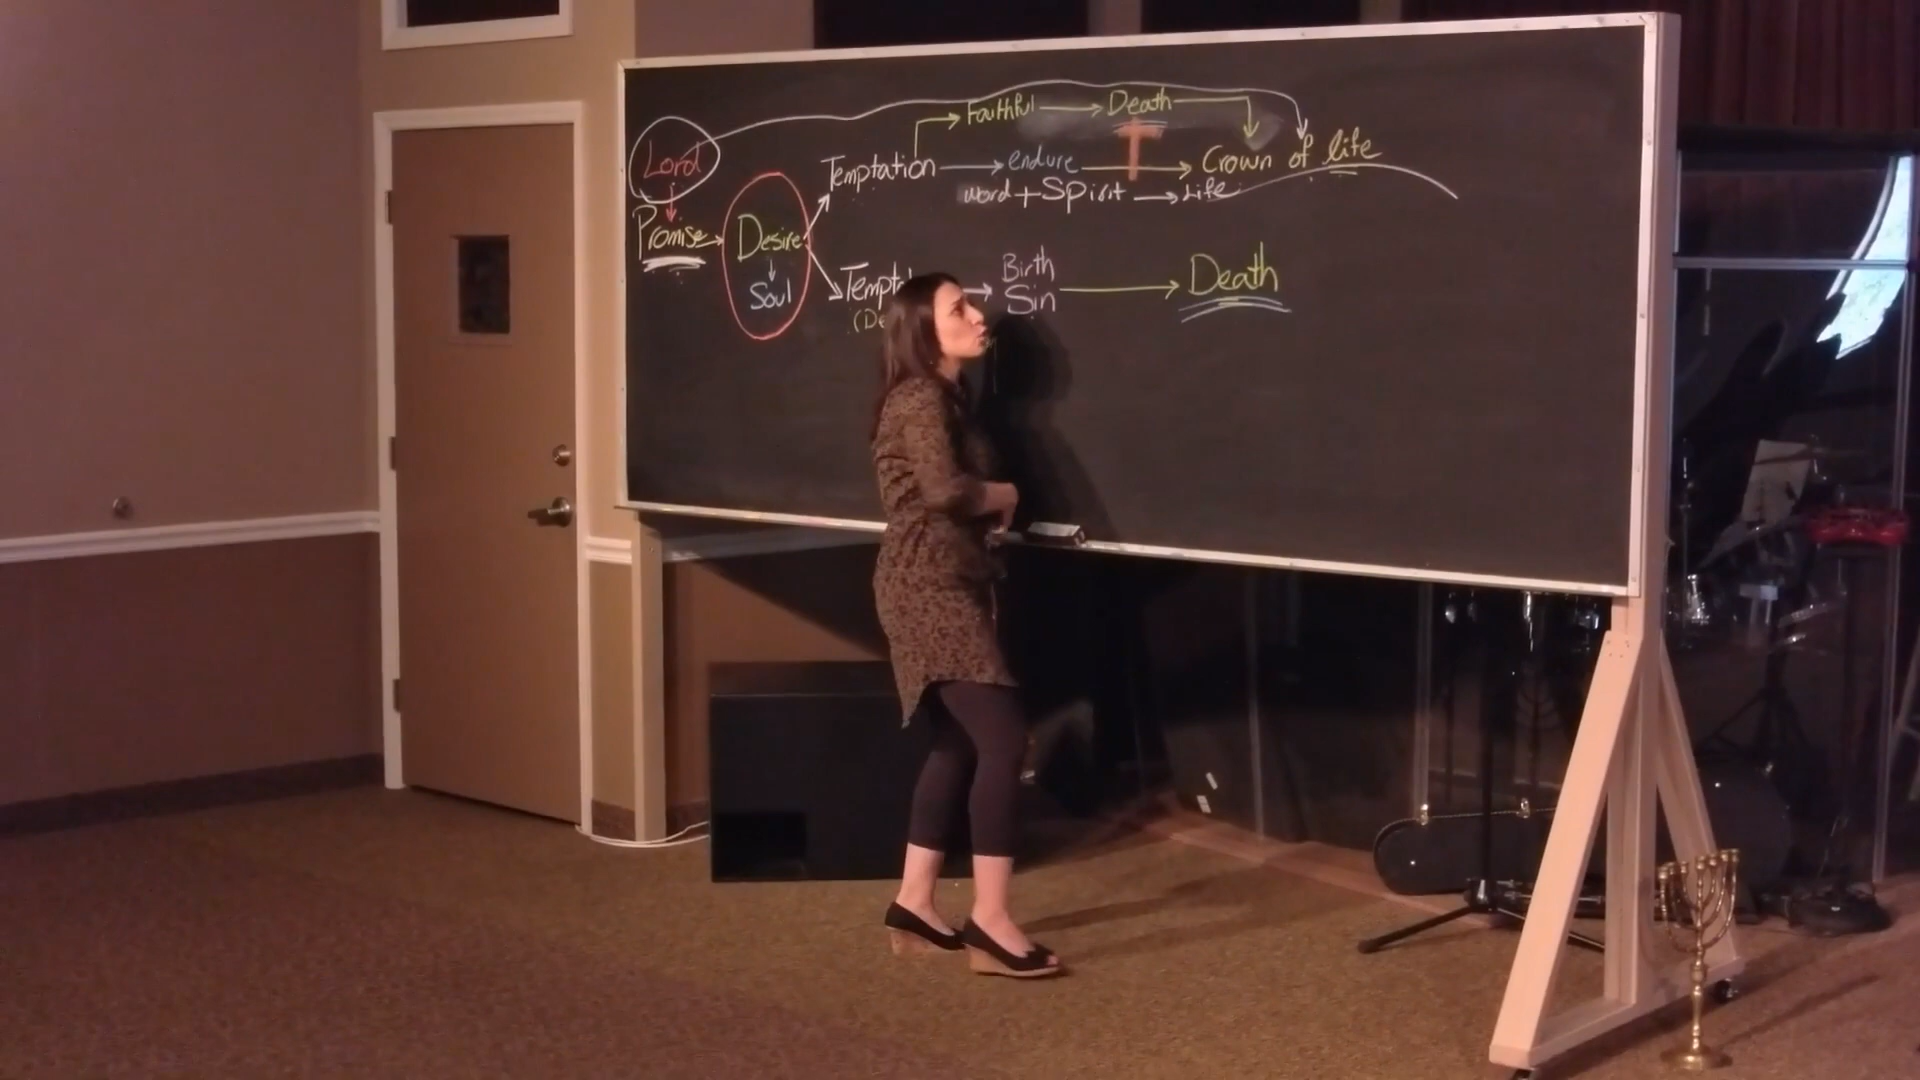 Faithful → Death
Lord Temptation → endure → Crown of life
word + Spirit → Life
Promise → Desire
Birth
Soul → Sin → Death